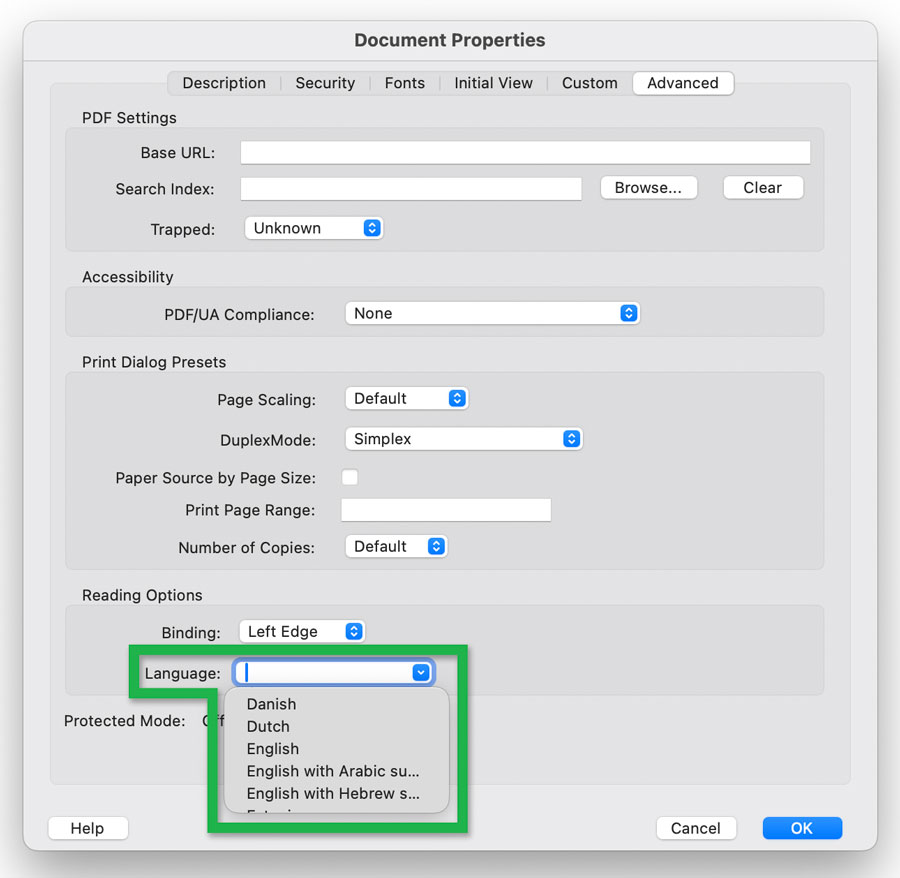 Document Properties
Description Security Fonts Initial View Custom Advanced
PDF Settings
Base URL:
Search Index: Browse... Clear
Trapped: Unknown
Accessibility
PDF/UA Compliance: None
Print Dialog Presets
Page Scaling: Default
DuplexMode: Simplex
Paper Source by Page Size:
Print Page Range:
Number of Copies: Default
Reading Options
Binding: Left Edge
Language:
Danish
Protected Mode:
Dutch
English
English with Arabic su...
English with Hebrew s...
Help Cancel OK